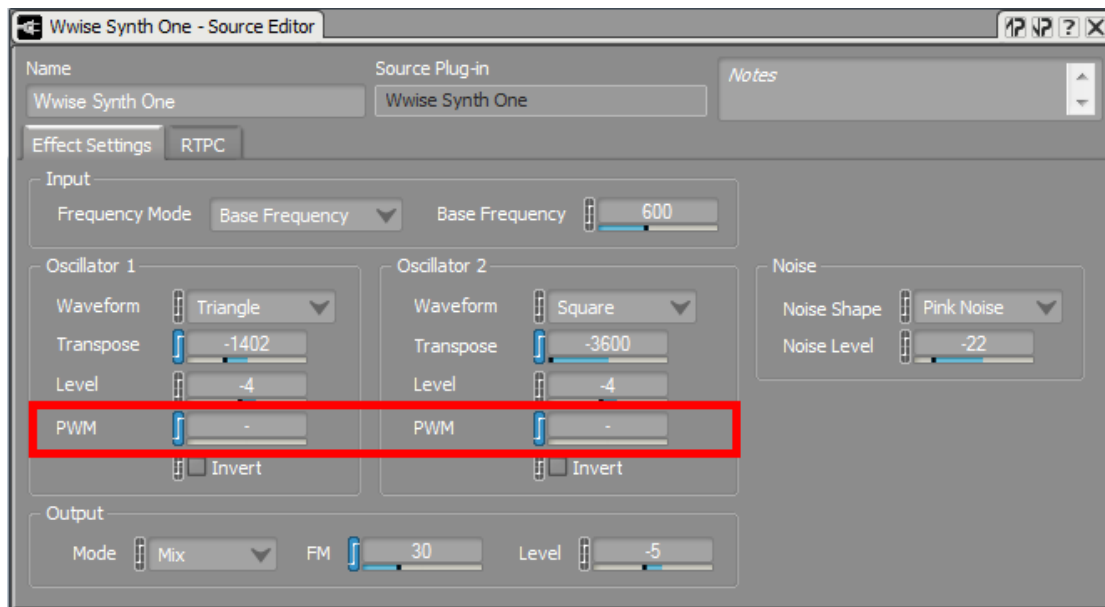 Wwise Synth One - Source Editor
Name
Source Plug-in
Notes
Wwise Synth One
Wwise Synth One
Effect Settings RTPC
Input
Frequency Mode Base Frequency Base Frequency 600
Oscillator 1
Waveform Triangle
Transpose -1402
Level -4
PWM -
Invert
Oscillator 2
Waveform Square
Transpose -3600
Level -4
PWM -
Invert
Noise
Noise Shape Pink Noise
Noise Level -22
Output
Mode Mix FM 30 Level -5